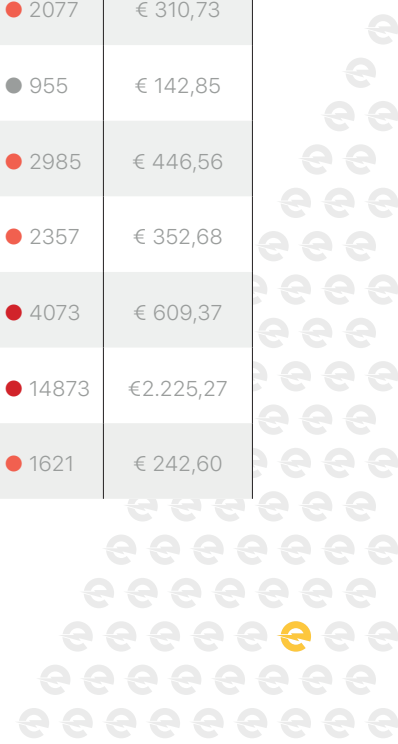 2077 € 310,73
955 € 142,85
2985 € 446,56
2357 € 352,68
4073 € 609,37
14873 €2.225,27
1621 € 242,60